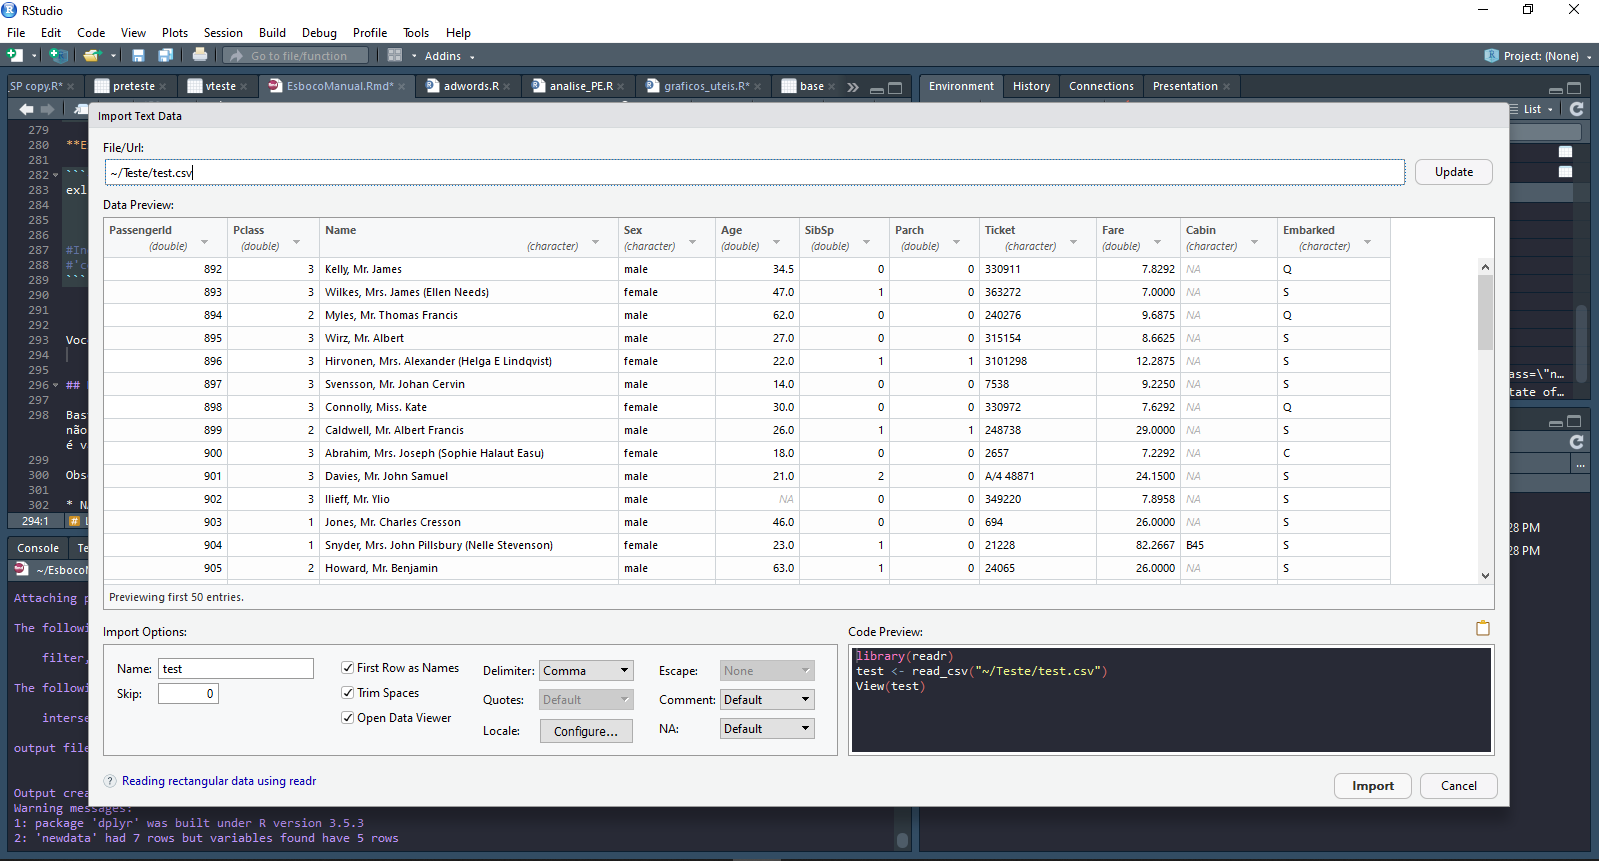 RStudio
File Edit Code View Plots Session Build Debug Profile Tools Help
Go to file/function Addins Project: (None)
SP copy.R* preteste vteste EsbocoManual.Rmd* adwords.R analise_PE.R graficos_uteis.R* base
Environment History Connections Presentation
List
279
280 **E
281
282 ```
283 exl
284
285
286
287 #In
288 #'c
289 ```
290
291
292
293 Voc
294
295
296 ##
297
298 Bas
não
é v
299
300 Obs
301
302 * N
294:1
Console Te
~/Esboco
Attaching p
The followi
filter,
The followi
interse
output file
Output crea
Warning messages:
1: package 'dplyr' was built under R version 3.5.3
2: 'newdata' had 7 rows but variables found have 5 rows
ass=\"n…
tate of…
...
28 PM
28 PM
Import Text Data
File/Url:
~/Teste/test.csv
Update
Data Preview:
PassengerId Pclass Name Sex Age SibSp Parch Ticket Fare Cabin Embarked
(double) (double) (character) (character) (double) (double) (double) (character) (double) (character) (character)
892 3 Kelly, Mr. James male 34.5 0 0 330911 7.8292 NA Q
893 3 Wilkes, Mrs. James (Ellen Needs) female 47.0 1 0 363272 7.0000 NA S
894 2 Myles, Mr. Thomas Francis male 62.0 0 0 240276 9.6875 NA Q
895 3 Wirz, Mr. Albert male 27.0 0 0 315154 8.6625 NA S
896 3 Hirvonen, Mrs. Alexander (Helga E Lindqvist) female 22.0 1 1 3101298 12.2875 NA S
897 3 Svensson, Mr. Johan Cervin male 14.0 0 0 7538 9.2250 NA S
898 3 Connolly, Miss. Kate female 30.0 0 0 330972 7.6292 NA Q
899 2 Caldwell, Mr. Albert Francis male 26.0 1 1 248738 29.0000 NA S
900 3 Abrahim, Mrs. Joseph (Sophie Halaut Easu) female 18.0 0 0 2657 7.2292 NA C
901 3 Davies, Mr. John Samuel male 21.0 2 0 A/4 48871 24.1500 NA S
902 3 Ilieff, Mr. Ylio male NA 0 0 349220 7.8958 NA S
903 1 Jones, Mr. Charles Cresson male 46.0 0 0 694 26.0000 NA S
904 1 Snyder, Mrs. John Pillsbury (Nelle Stevenson) female 23.0 1 0 21228 82.2667 B45 S
905 2 Howard, Mr. Benjamin male 63.0 1 0 24065 26.0000 NA S
Previewing first 50 entries.
Import Options:
Name: test
Skip: 0
First Row as Names
Trim Spaces
Open Data Viewer
Delimiter: Comma
Quotes: Default
Locale: Configure...
Escape: None
Comment: Default
NA: Default
Code Preview:
library(readr)
test <- read_csv("~/Teste/test.csv")
View(test)
? Reading rectangular data using readr
Import Cancel